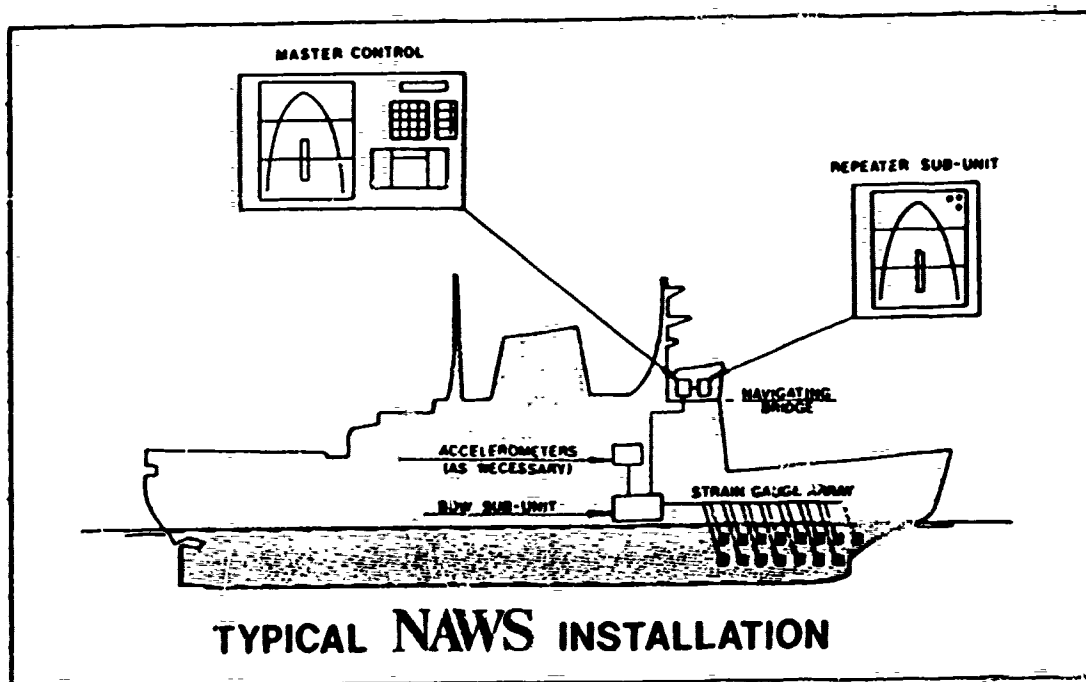 MASTER CONTROL
REPEATER SUB-UNIT
NAVIGATING
BRIDGE
ACCELEROMETERS
(AS NECESSARY)
STRAIN GAUGE ARRAY
BOW SUB-UNIT
TYPICAL NAWS INSTALLATION